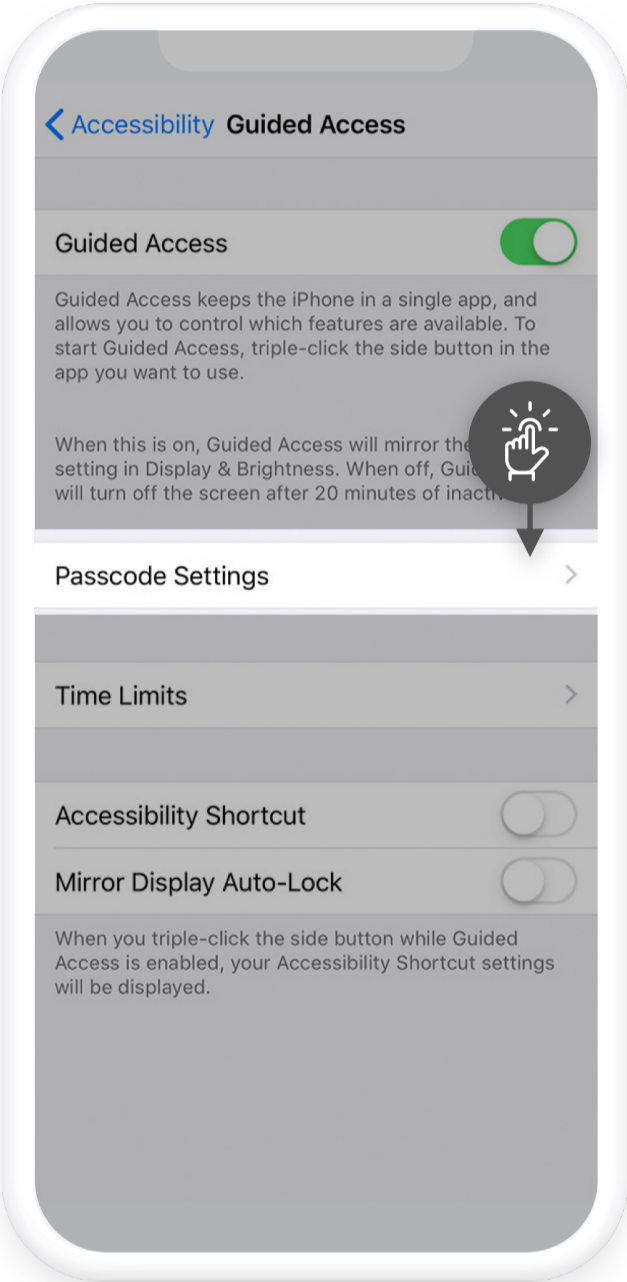 Accessibility Guided Access
Guided Access
Guided Access keeps the iPhone in a single app, and
allows you to control which features are available. To
start Guided Access, triple-click the side button in the
app you want to use.
When this is on, Guided Access will mirror the
setting in Display & Brightness. When off,
will turn off the screen after 20 minutes of
Passcode Settings
Time Limits
Accessibility Shortcut
Mirror Display Auto-Lock
When you triple-click the side button while Guided
Access is enabled, your Accessibility Shortcut settings
will be displayed.